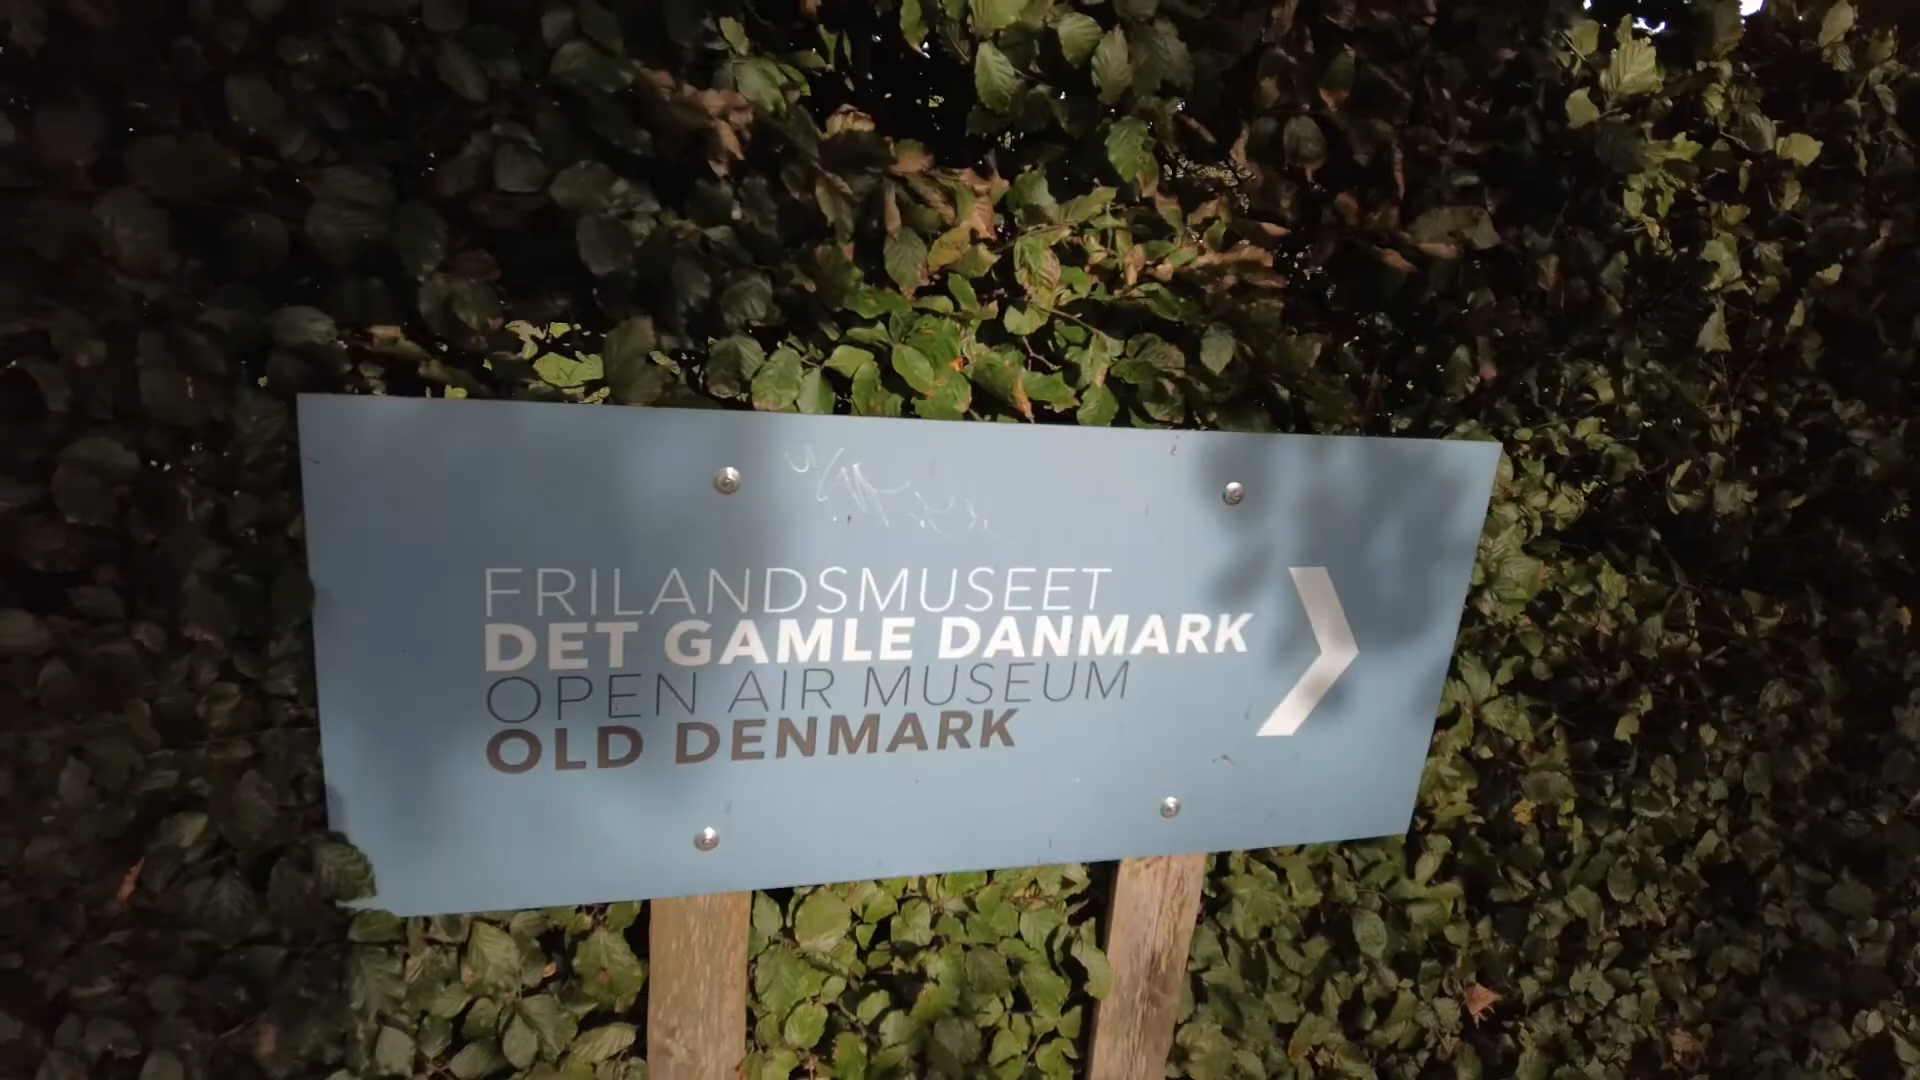 FRILANDSMUSEET
DET GAMLE DANMARK
OPEN AIR MUSEUM
OLD DENMARK